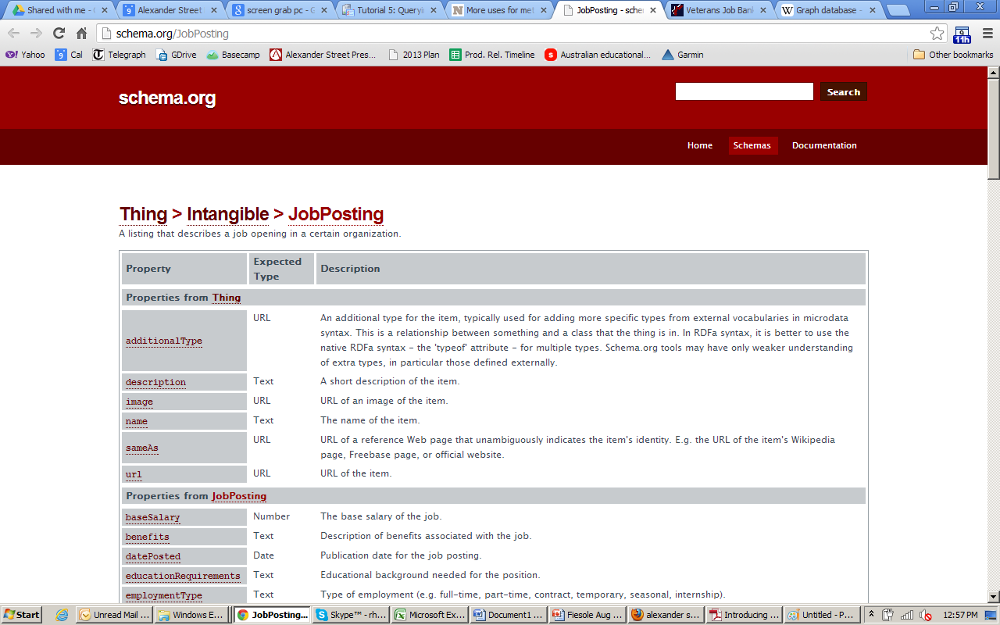 Shared with me - G
Alexander Street
screen grab pc - G
Tutorial 5: Queryi
More uses for met
JobPosting - sche
Veterans Job Bank
Graph database -
schema.org/JobPosting
11h
Yahoo
Cal
Telegraph
GDrive
Basecamp
Alexander Street Pres...
2013 Plan
Prod. Rel. Timeline
Australian educational...
Garmin
Other bookmarks
schema.org
Search
Home
Schemas
Documentation
Thing > Intangible > JobPosting
A listing that describes a job opening in a certain organization.
Property
Expected
Type
Description
Properties from Thing
additionalType
URL
An additional type for the item, typically used for adding more specific types from external vocabularies in microdata
syntax. This is a relationship between something and a class that the thing is in. In RDFa syntax, it is better to use the
native RDFa syntax - the 'typeof' attribute - for multiple types. Schema.org tools may have only weaker understanding
of extra types, in particular those defined externally.
description
Text
A short description of the item.
image
URL
URL of an image of the item.
name
Text
The name of the item.
sameAs
URL
URL of a reference Web page that unambiguously indicates the item's identity. E.g. the URL of the item's Wikipedia
page, Freebase page, or official website.
url
URL
URL of the item.
Properties from JobPosting
baseSalary
Number
The base salary of the job.
benefits
Text
Description of benefits associated with the job.
datePosted
Date
Publication date for the job posting.
educationRequirements
Text
Educational background needed for the position.
employmentType
Text
Type of employment (e.g. full-time, part-time, contract, temporary, seasonal, internship).
Start
Unread Mail ...
Windows E...
JobPosting...
Skype™ - rh...
Microsoft Ex...
Document1 ...
Fiesole Aug ...
alexander s...
Introducing ...
Untitled - P...
12:57 PM